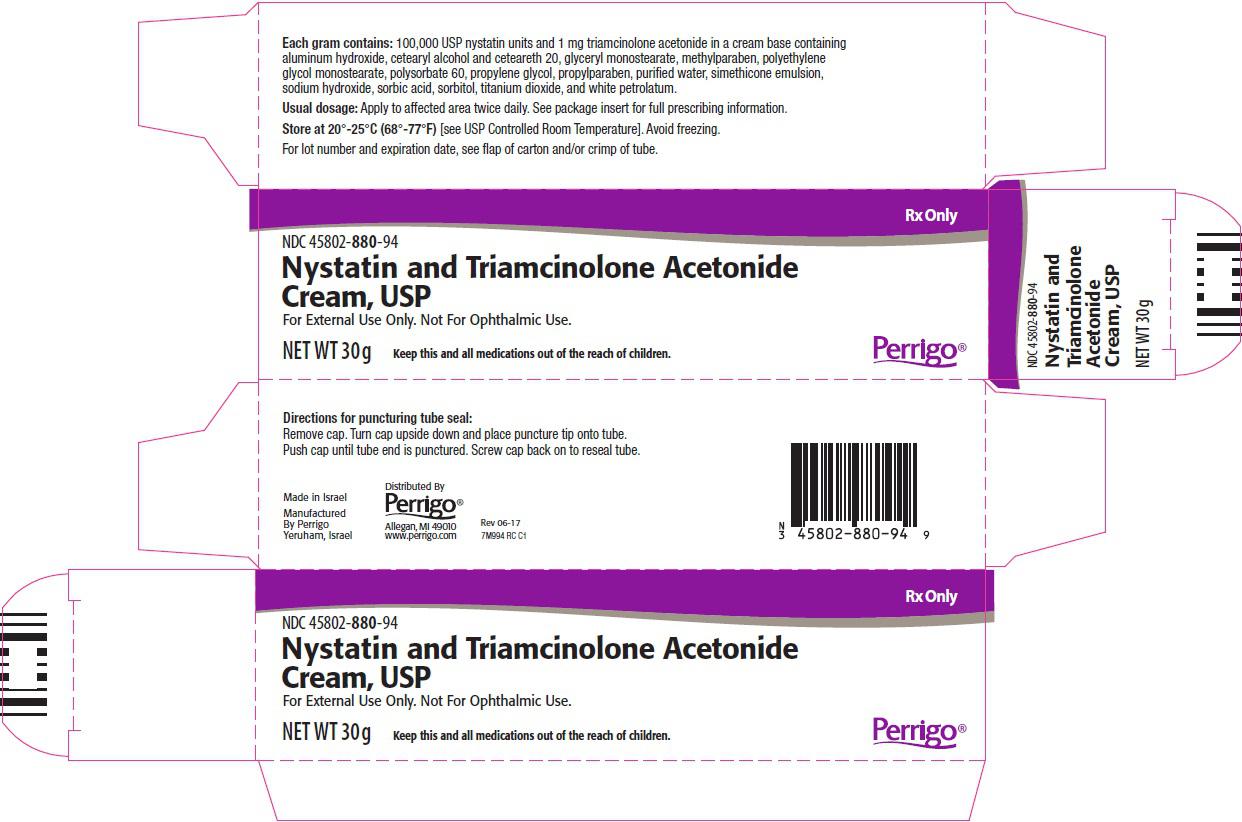 Each gram contains: 100,000 USP nystatin units and 1 mg triamcinolone acetonide in a cream base containing
aluminum hydroxide, cetearyl alcohol and ceteareth 20, glyceryl monostearate, methylparaben, polyethylene
glycol monostearate, polysorbate 60, propylene glycol, propylparaben, purified water, simethicone emulsion,
sodium hydroxide, sorbic acid, sorbitol, titanium dioxide, and white petrolatum.
Usual dosage: Apply to affected area twice daily. See package insert for full prescribing information.
Store at 20°-25°C (68°-77°F) [see USP Controlled Room Temperature]. Avoid freezing.
For lot number and expiration date, see flap of carton and/or crimp of tube.
Rx Only
NDC 45802-880-94
Nystatin and Triamcinolone Acetonide
Cream, USP
For External Use Only. Not For Ophthalmic Use.
NET WT 30 g
Keep this and all medications out of the reach of children.
Perrigo®
NDC 45802-880-94
Nystatin and
Triamcinolone
Acetonide
Cream, USP
NET WT 30 g
Directions for puncturing tube seal:
Remove cap. Turn cap upside down and place puncture tip onto tube.
Push cap until tube end is punctured. Screw cap back on to reseal tube.
Made in Israel
Manufactured
By Perrigo
Yeruham, Israel
Distributed By
Perrigo®
Allegan, MI 49010
www.perrigo.com
Rev 06-17
7M994 RC C1
N
3 45802-880-94 9
Rx Only
NDC 45802-880-94
Nystatin and Triamcinolone Acetonide
Cream, USP
For External Use Only. Not For Ophthalmic Use.
NET WT 30 g
Keep this and all medications out of the reach of children.
Perrigo®